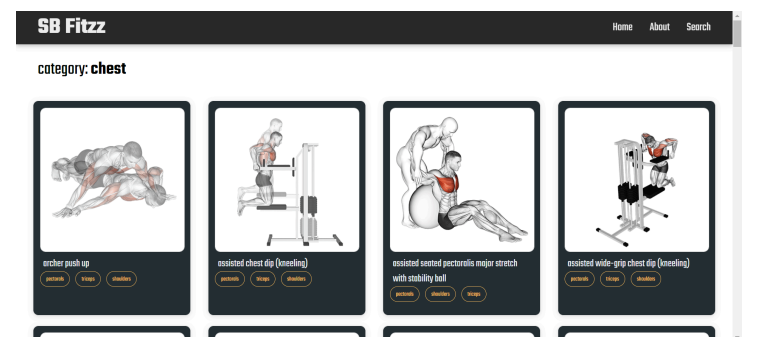 SB Fitzz
Home About Search
category: chest
archer push up
pectorals triceps shoulders
assisted chest dip (kneeling)
pectorals triceps shoulders
assisted seated pectoralis major stretch
with stability ball
pectorals shoulders triceps
assisted wide-grip chest dip (kneeling)
pectorals triceps shoulders